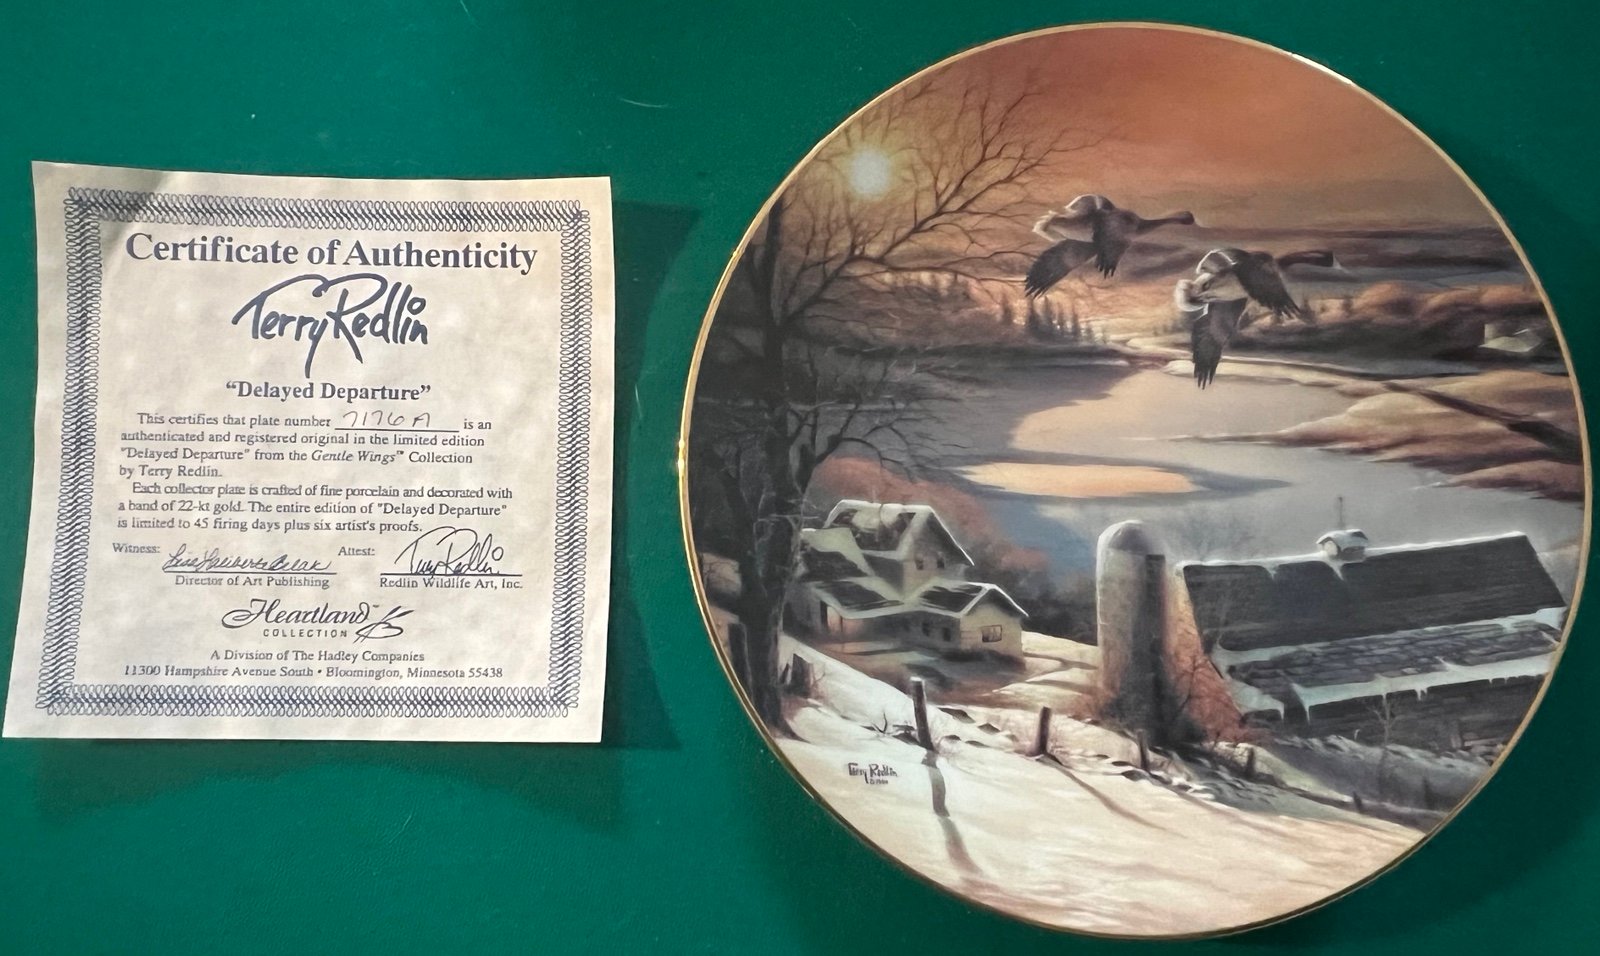 Certificate of Authenticity
Terry Redlin
“Delayed Departure”
This certifies that plate number 7176 A is an
authenticated and registered original in the limited edition
"Delayed Departure" from the Gentle Wings™ Collection
by Terry Redlin.
Each collector plate is crafted of fine porcelain and decorated with
a band of 22-kt gold. The entire edition of "Delayed Departure"
is limited to 45 firing days plus six artist's proofs.
Witness: Attest: Terry Redlin
Director of Art Publishing Redlin Wildlife Art, Inc.
Heartland™
COLLECTION
A Division of The Hadley Companies
11300 Hampshire Avenue South • Bloomington, Minnesota 55438
Terry Redlin